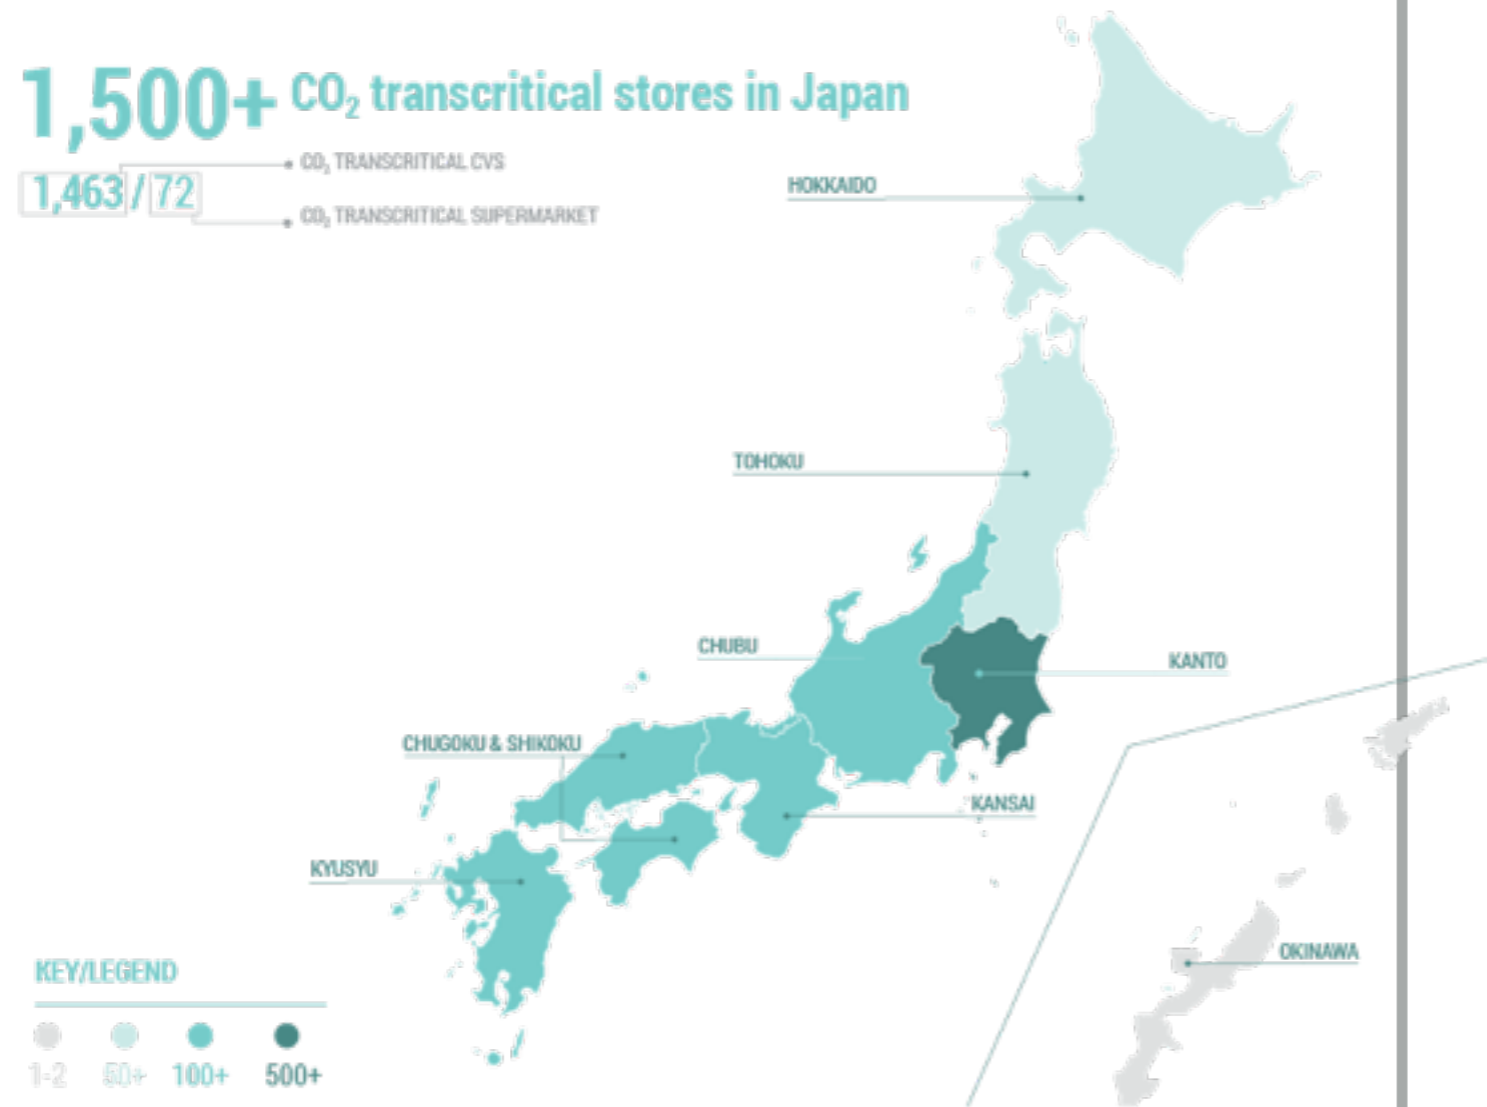 1,500+ CO₂ transcritical stores in Japan
CO₂ TRANSCRITICAL CVS
1,463 / 72
CO₂ TRANSCRITICAL SUPERMARKET
HOKKAIDO
TOHOKU
CHUBU
KANTO
CHUGOKU & SHIKOKU
KANSAI
KYUSYU
OKINAWA
KEY/LEGEND
1-2 50+ 100+ 500+